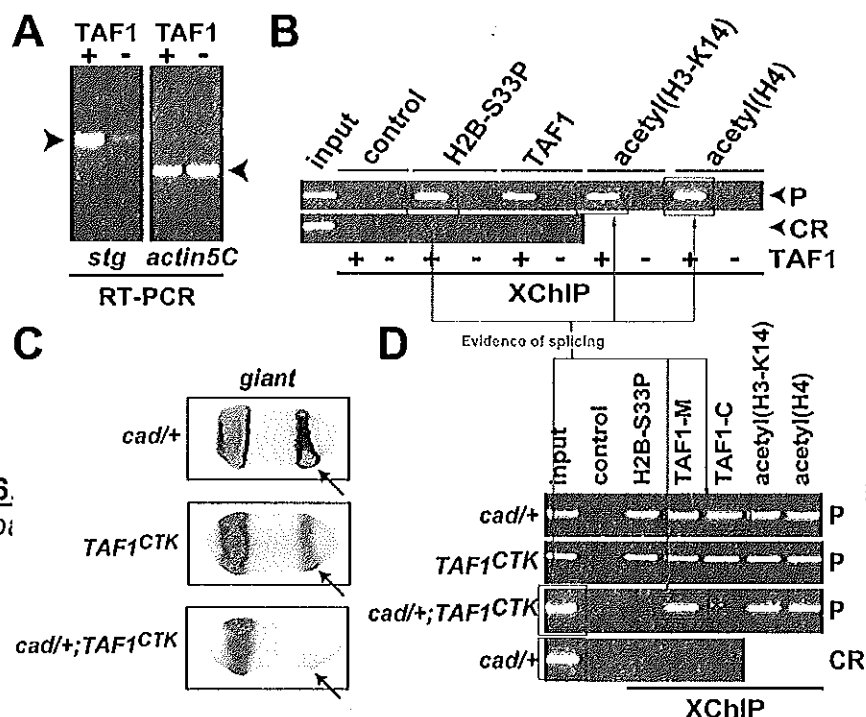 A
TAF1 TAF1
+ - + -
stg actin5C
RT-PCR
B
input control H2B-S33P TAF1 acetyl(H3-K14) acetyl(H4)
P
CR
+ - + - + - + - + - TAF1
XChIP
Evidence of splicing
C
giant
cad/+
TAF1CTK
cad/+;TAF1CTK
6.
D
input control H2B-S33P TAF1-M TAF1-C acetyl(H3-K14) acetyl(H4)
cad/+ P
TAF1CTK P
cad/+;TAF1CTK P
cad/+ CR
XChIP